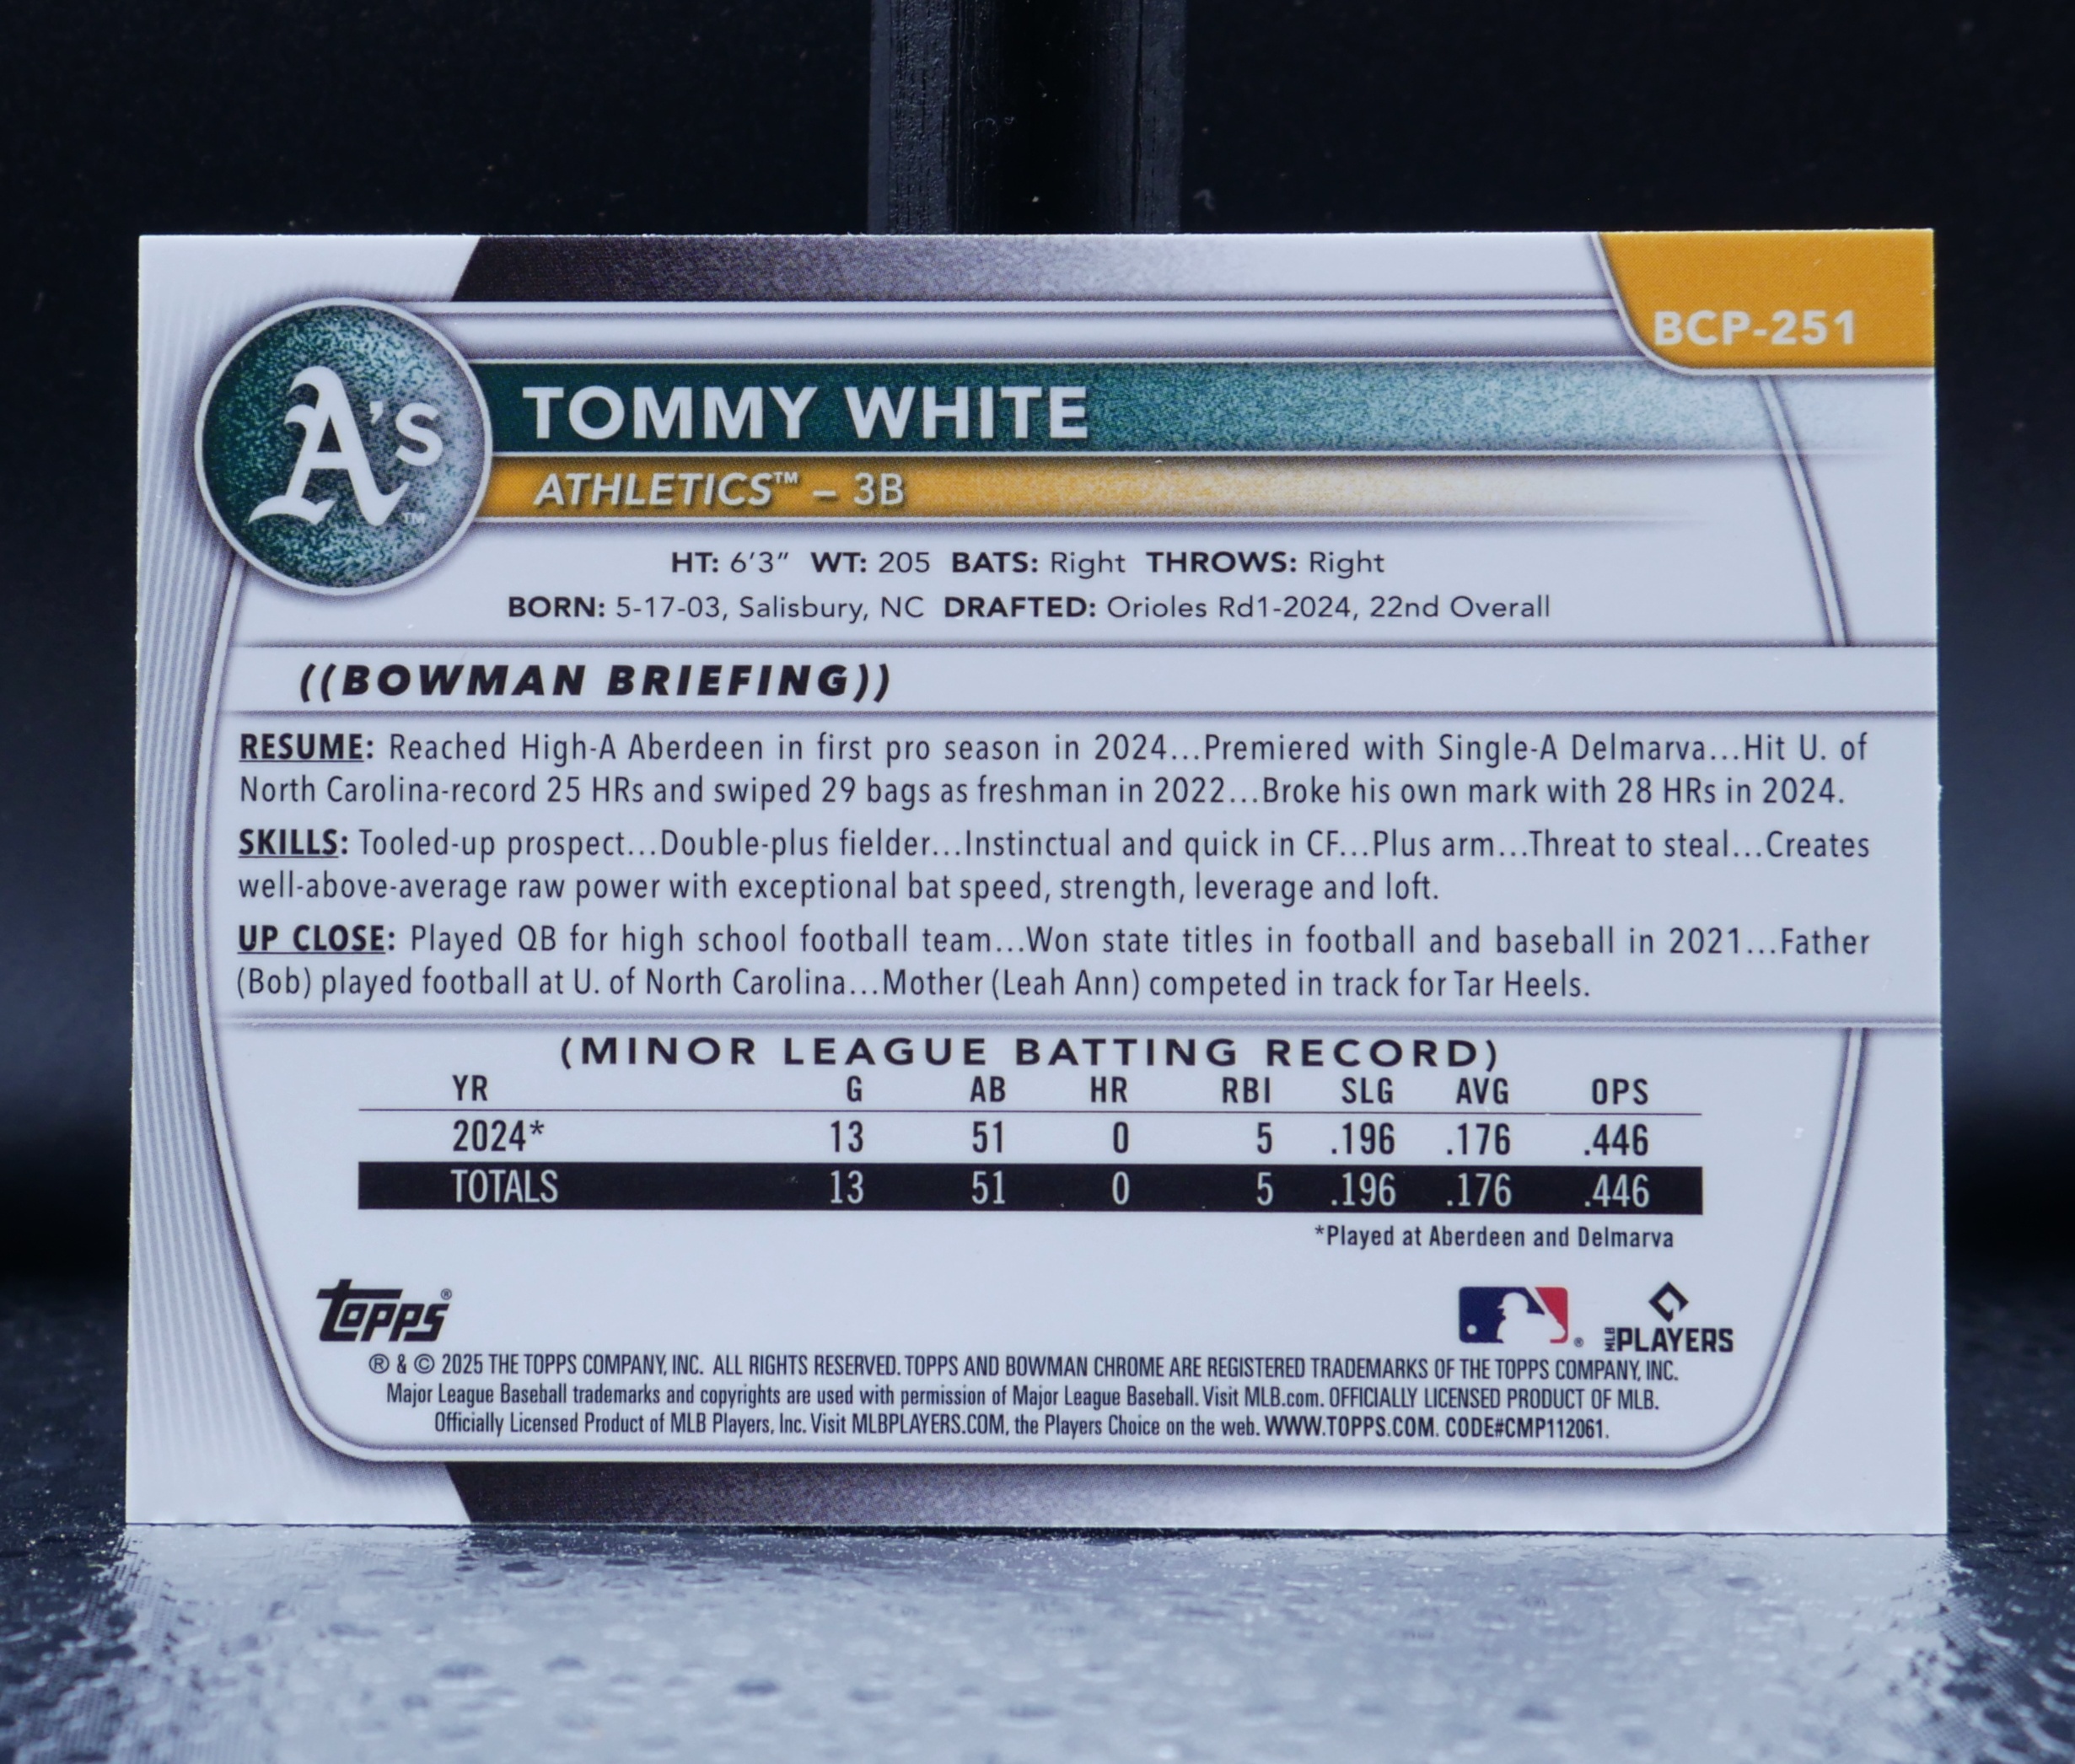 BCP-251
A's
™
TOMMY WHITE
ATHLETICS™ – 3B
HT: 6'3" WT: 205 BATS: Right THROWS: Right
BORN: 5-17-03, Salisbury, NC DRAFTED: Orioles Rd1-2024, 22nd Overall
((BOWMAN BRIEFING))
RESUME: Reached High-A Aberdeen in first pro season in 2024...Premiered with Single-A Delmarva...Hit U. of
North Carolina-record 25 HRs and swiped 29 bags as freshman in 2022...Broke his own mark with 28 HRs in 2024.
SKILLS: Tooled-up prospect...Double-plus fielder...Instinctual and quick in CF...Plus arm...Threat to steal...Creates
well-above-average raw power with exceptional bat speed, strength, leverage and loft.
UP CLOSE: Played QB for high school football team...Won state titles in football and baseball in 2021...Father
(Bob) played football at U. of North Carolina...Mother (Leah Ann) competed in track for Tar Heels.
(MINOR LEAGUE BATTING RECORD)
YR G AB HR RBI SLG AVG OPS
2024* 13 51 0 5 .196 .176 .446
TOTALS 13 51 0 5 .196 .176 .446
*Played at Aberdeen and Delmarva
topps®
® MLB PLAYERS
® & © 2025 THE TOPPS COMPANY, INC. ALL RIGHTS RESERVED. TOPPS AND BOWMAN CHROME ARE REGISTERED TRADEMARKS OF THE TOPPS COMPANY, INC.
Major League Baseball trademarks and copyrights are used with permission of Major League Baseball. Visit MLB.com. OFFICIALLY LICENSED PRODUCT OF MLB.
Officially Licensed Product of MLB Players, Inc. Visit MLBPLAYERS.COM, the Players Choice on the web. WWW.TOPPS.COM. CODE#CMP112061.